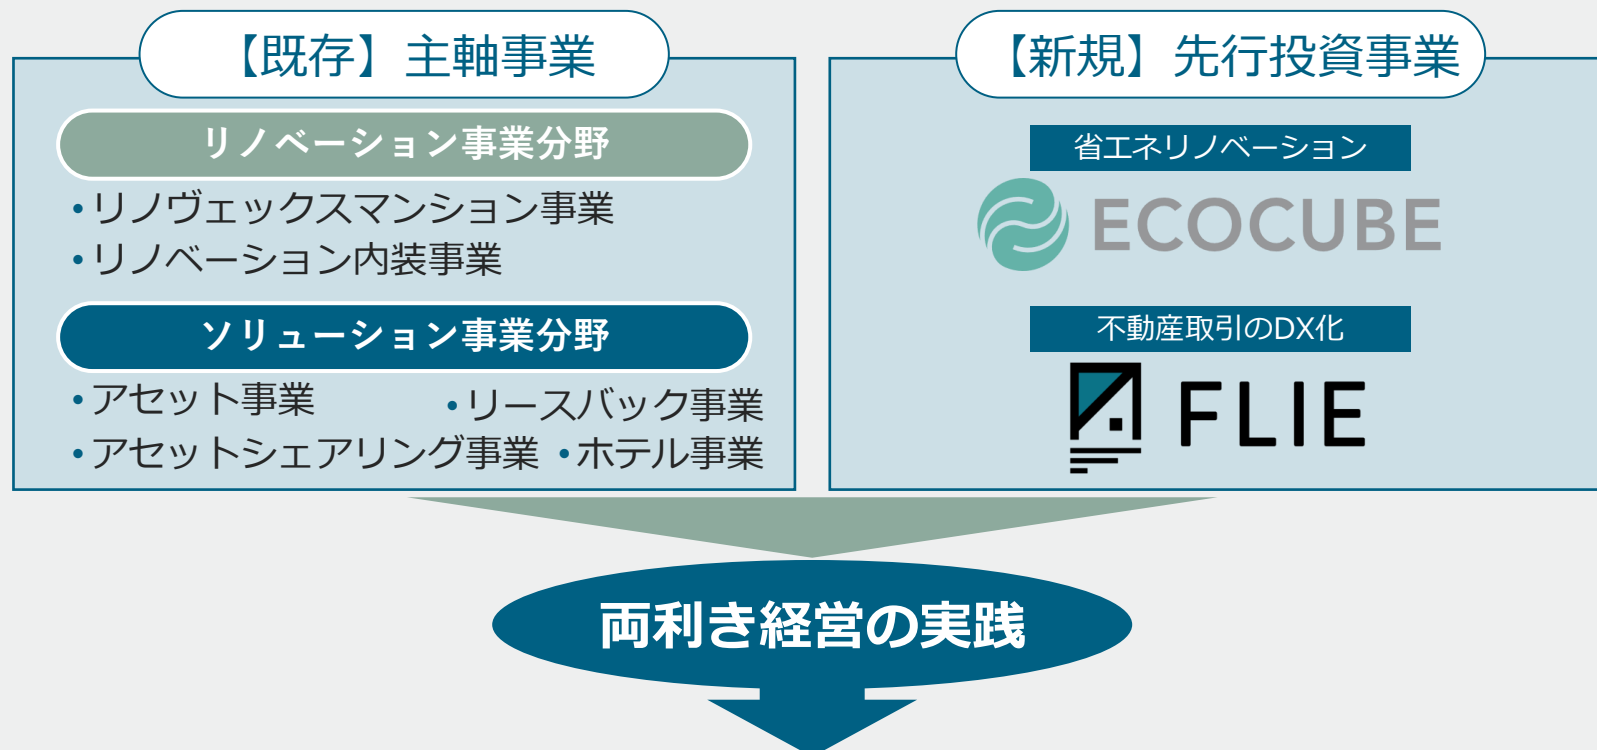 【既存】主軸事業
リノベーション事業分野
・リノヴェックスマンション事業
・リノベーション内装事業
ソリューション事業分野
・アセット事業 ・リースバック事業
・アセットシェアリング事業 ・ホテル事業
【新規】先行投資事業
省エネリノベーション
ECOCUBE
不動産取引のDX化
FLIE
両利き経営の実践